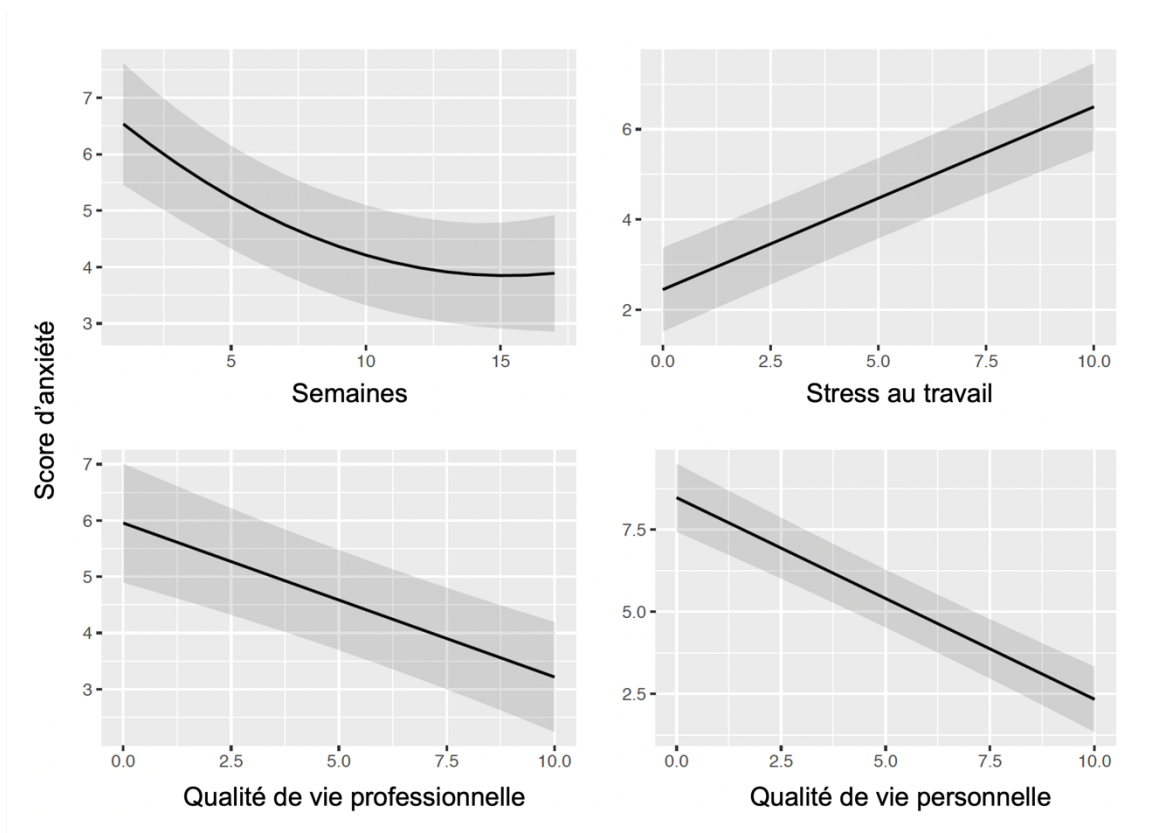 Score d'anxiété
7
6
5
4
3
5 10 15
Semaines
6
4
2
0.0 2.5 5.0 7.5 10.0
Stress au travail
7
6
5
4
3
0.0 2.5 5.0 7.5 10.0
Qualité de vie professionnelle
7.5
5.0
2.5
0.0 2.5 5.0 7.5 10.0
Qualité de vie personnelle